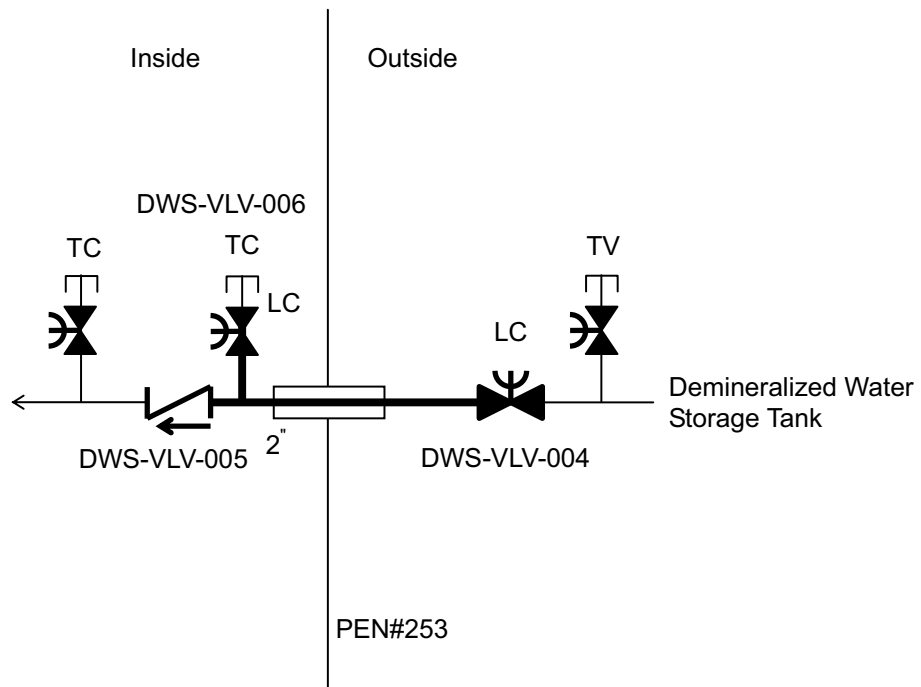 Inside
Outside
DWS-VLV-006
TC
TC
TV
LC
LC
Demineralized Water
Storage Tank
2"
DWS-VLV-005
DWS-VLV-004
PEN#253